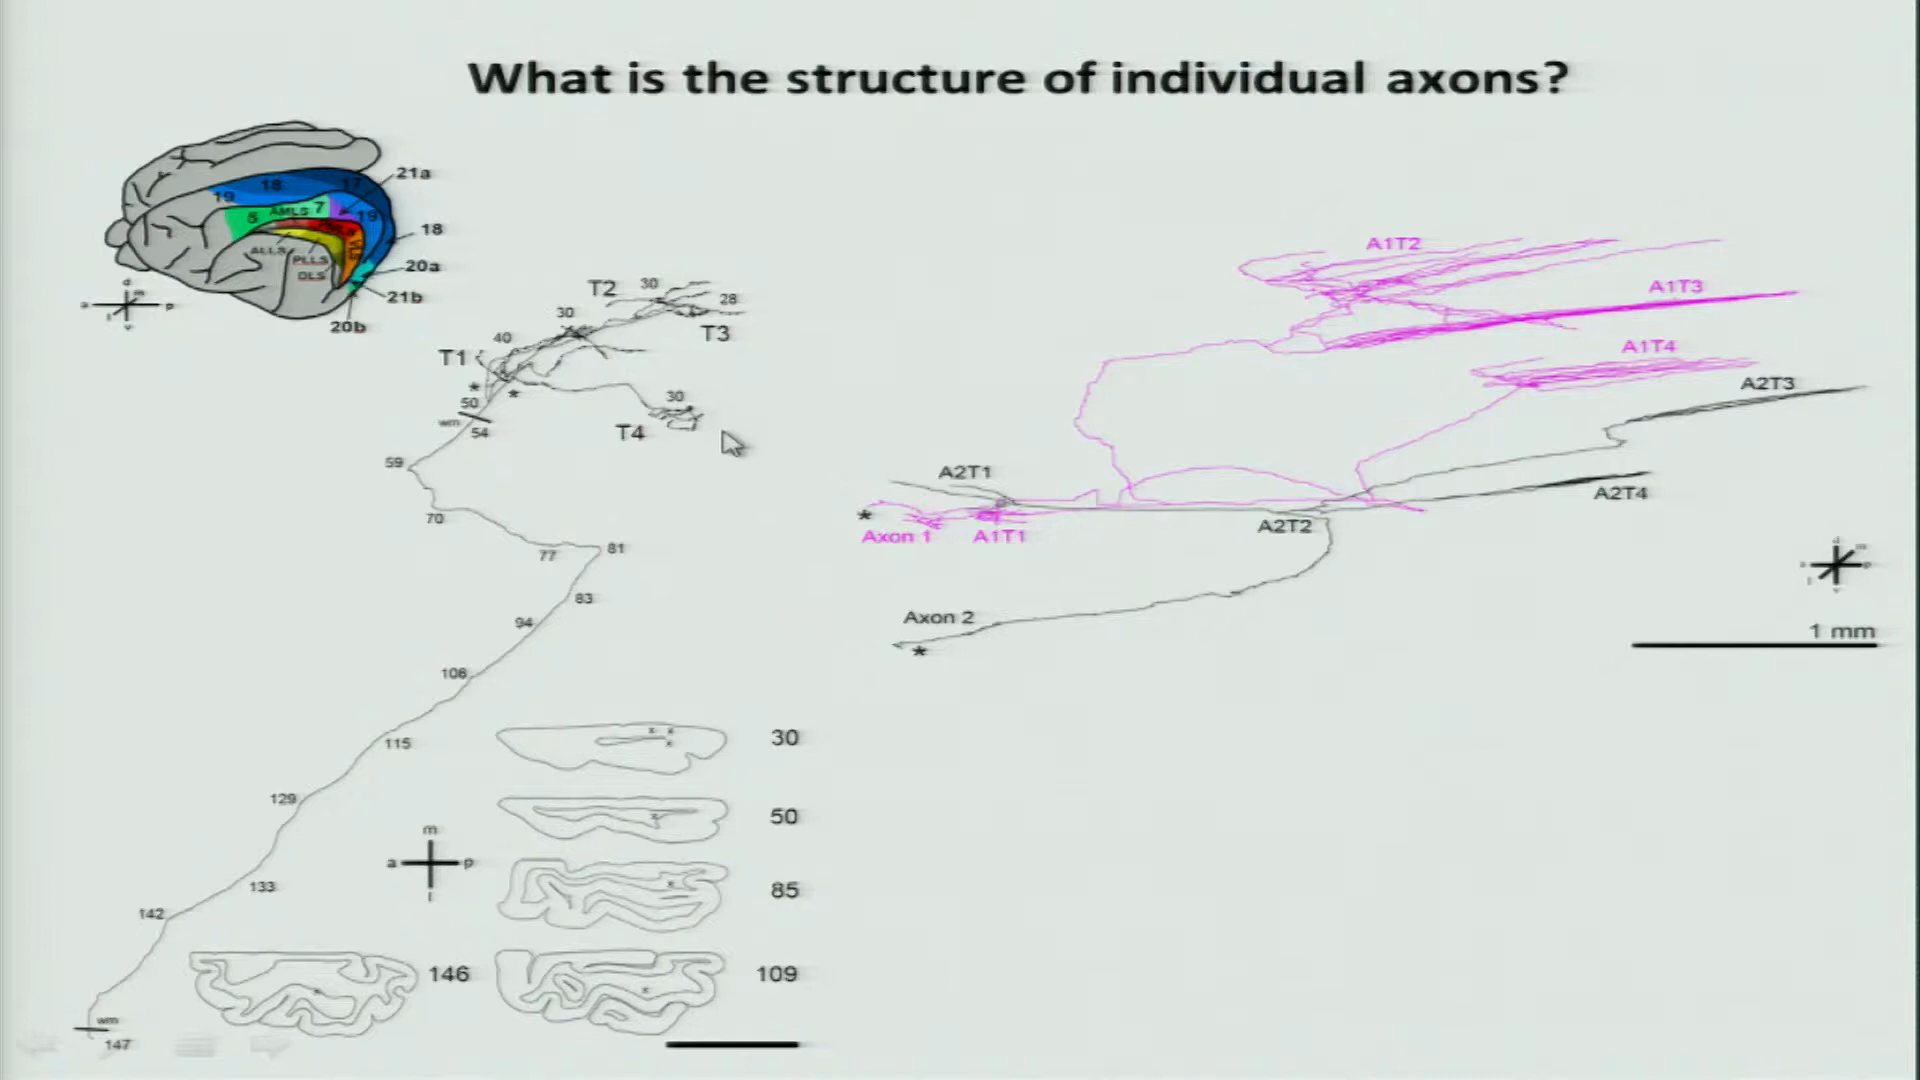 What is the structure of individual axons?
21a
18
17
19
AMLS
7
5
19
18
ALLS
VLS
PLLS
DLS
20a
21b
20b
d
m
a
p
l
v
T2
30
28
30
T3
40
T1
*
*
50
30
wm
54
T4
59
70
77
81
83
94
108
115
129
133
142
wm
147
m
a
p
l
30
50
85
146
109
A1T2
A1T3
A1T4
A2T3
A2T1
A2T4
*
Axon 1
A1T1
A2T2
Axon 2
*
d
m
p
l
v
1 mm